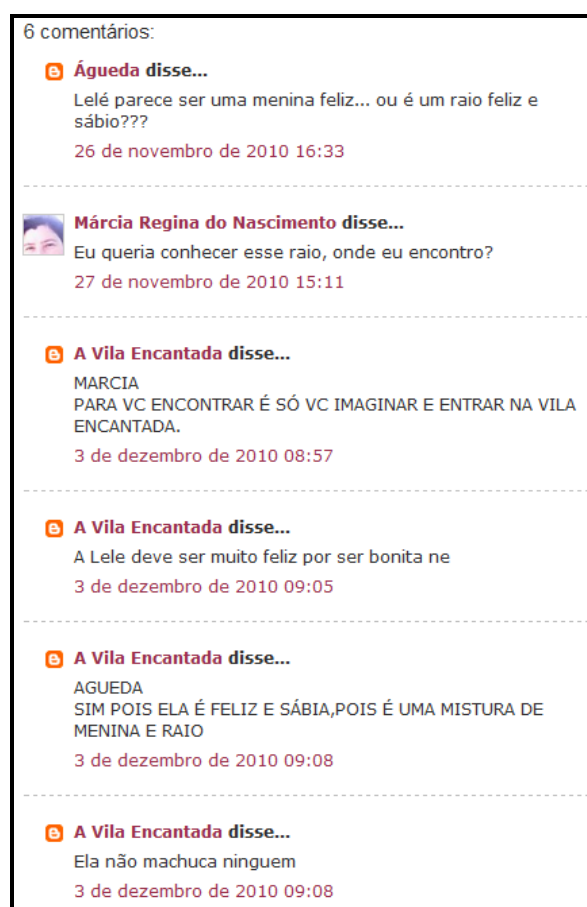 6 comentários:
Águeda disse...
Lelé parece ser uma menina feliz... ou é um raio feliz e
sábio???
26 de novembro de 2010 16:33
Márcia Regina do Nascimento disse...
Eu queria conhecer esse raio, onde eu encontro?
27 de novembro de 2010 15:11
A Vila Encantada disse...
MARCIA
PARA VC ENCONTRAR É SÓ VC IMAGINAR E ENTRAR NA VILA
ENCANTADA.
3 de dezembro de 2010 08:57
A Vila Encantada disse...
A Lele deve ser muito feliz por ser bonita ne
3 de dezembro de 2010 09:05
A Vila Encantada disse...
AGUEDA
SIM POIS ELA É FELIZ E SÁBIA,POIS É UMA MISTURA DE
MENINA E RAIO
3 de dezembro de 2010 09:08
A Vila Encantada disse...
Ela não machuca ninguem
3 de dezembro de 2010 09:08